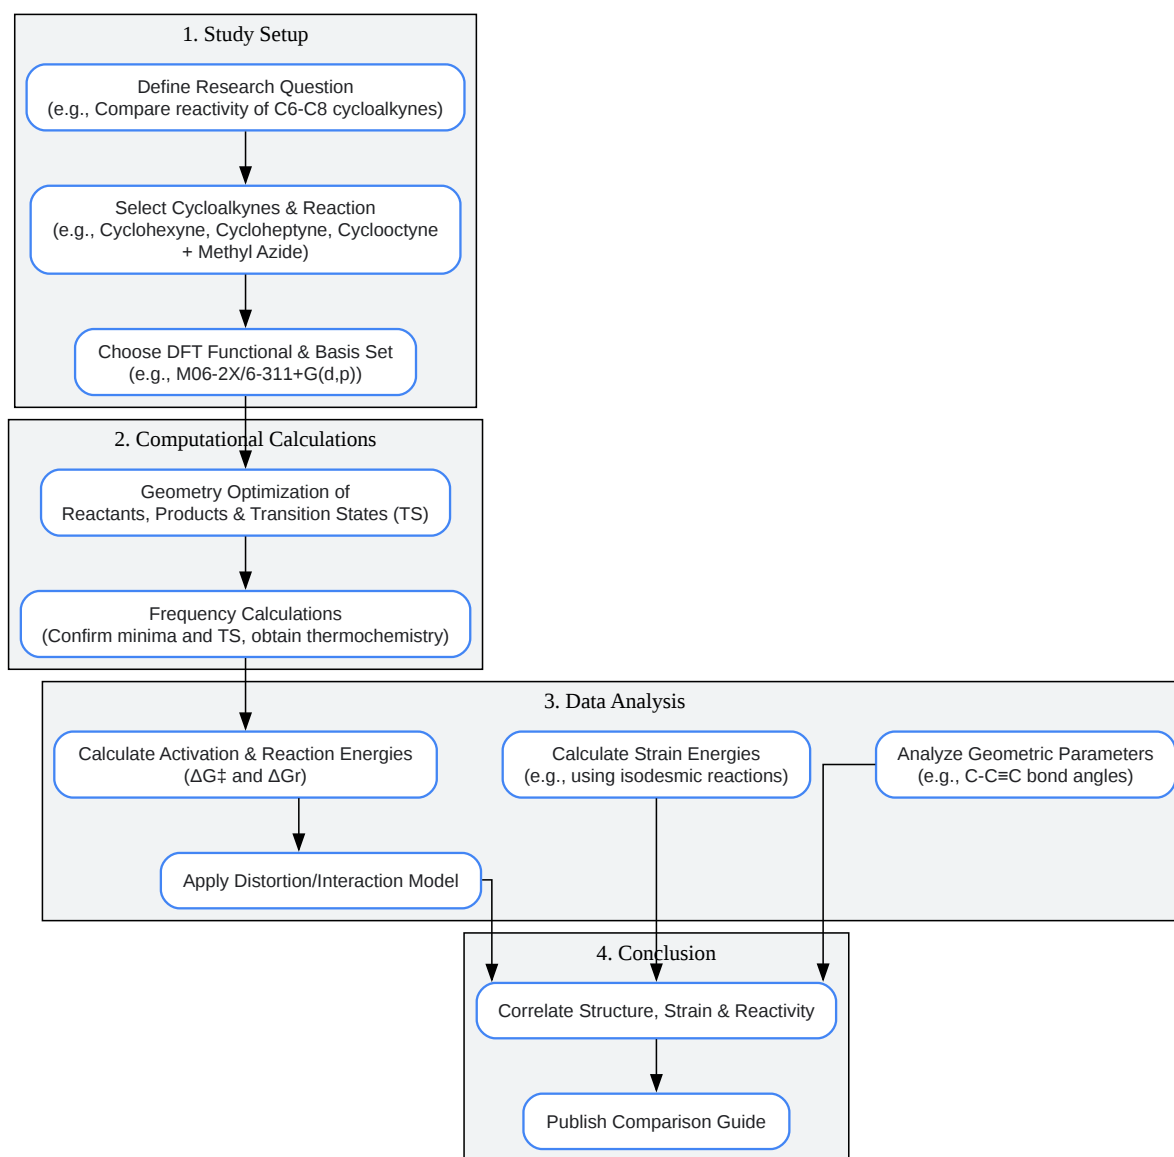 1. Study Setup
Define Research Question
(e.g., Compare reactivity of C6-C8 cycloalkynes)
Select Cycloalkynes & Reaction
(e.g., Cyclohexyne, Cycloheptyne, Cyclooctyne
+ Methyl Azide)
Choose DFT Functional & Basis Set
(e.g., M06-2X/6-311+G(d,p))
2. Computational Calculations
Geometry Optimization of
Reactants, Products & Transition States (TS)
Frequency Calculations
(Confirm minima and TS, obtain thermochemistry)
3. Data Analysis
Calculate Activation & Reaction Energies
(ΔG‡ and ΔGr)
Calculate Strain Energies
(e.g., using isodesmic reactions)
Analyze Geometric Parameters
(e.g., C-C≡C bond angles)
Apply Distortion/Interaction Model
4. Conclusion
Correlate Structure, Strain & Reactivity
Publish Comparison Guide